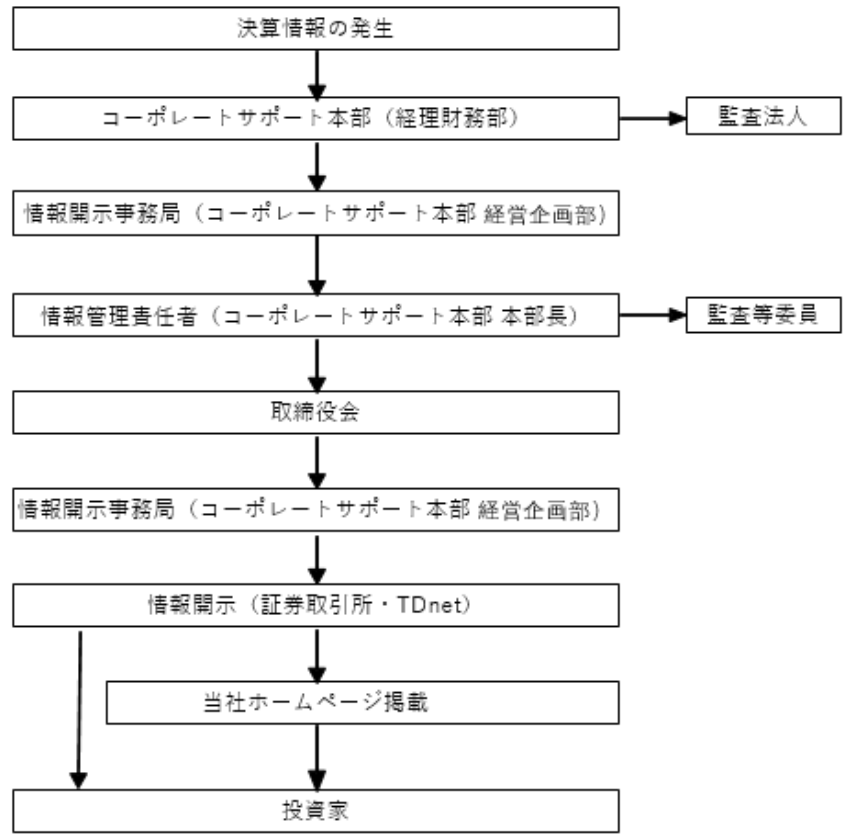 決算情報の発生
コーポレートサポート本部（経理財務部）
監査法人
情報開示事務局（コーポレートサポート本部 経営企画部）
情報管理責任者（コーポレートサポート本部 本部長）
監査等委員
取締役会
情報開示事務局（コーポレートサポート本部 経営企画部）
情報開示（証券取引所・TDnet）
当社ホームページ掲載
投資家